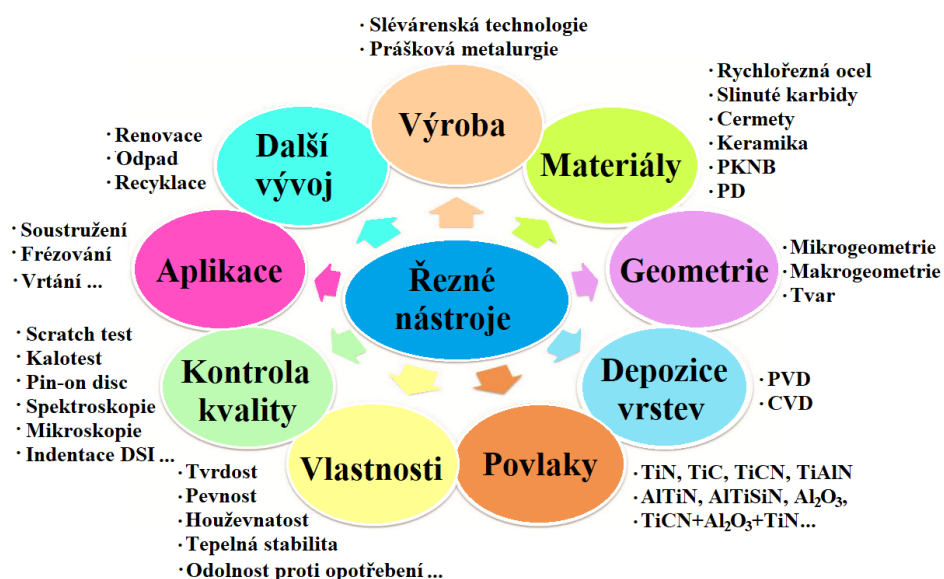 · Slévárenská technologie
· Prášková metalurgie
Výroba
· Rychlořezná ocel
· Slinuté karbidy
· Cermety
· Keramika
· PKNB
· PD
Materiály
· Mikrogeometrie
· Makrogeometrie
· Tvar
Geometrie
· PVD
· CVD
Depozice
vrstev
· TiN, TiC, TiCN, TiAlN
· AlTiN, AlTiSiN, Al₂O₃,
· TiCN+Al₂O₃+TiN...
Povlaky
Vlastnosti
· Tvrdost
· Pevnost
· Houževnatost
· Tepelná stabilita
· Odolnost proti opotřebení ...
Kontrola
kvality
· Scratch test
· Kalotest
· Pin-on disc
· Spektroskopie
· Mikroskopie
· Indentace DSI ...
Aplikace
· Soustružení
· Frézování
· Vrtání ...
Další
vývoj
· Renovace
· Odpad
· Recyklace
Řezné
nástroje